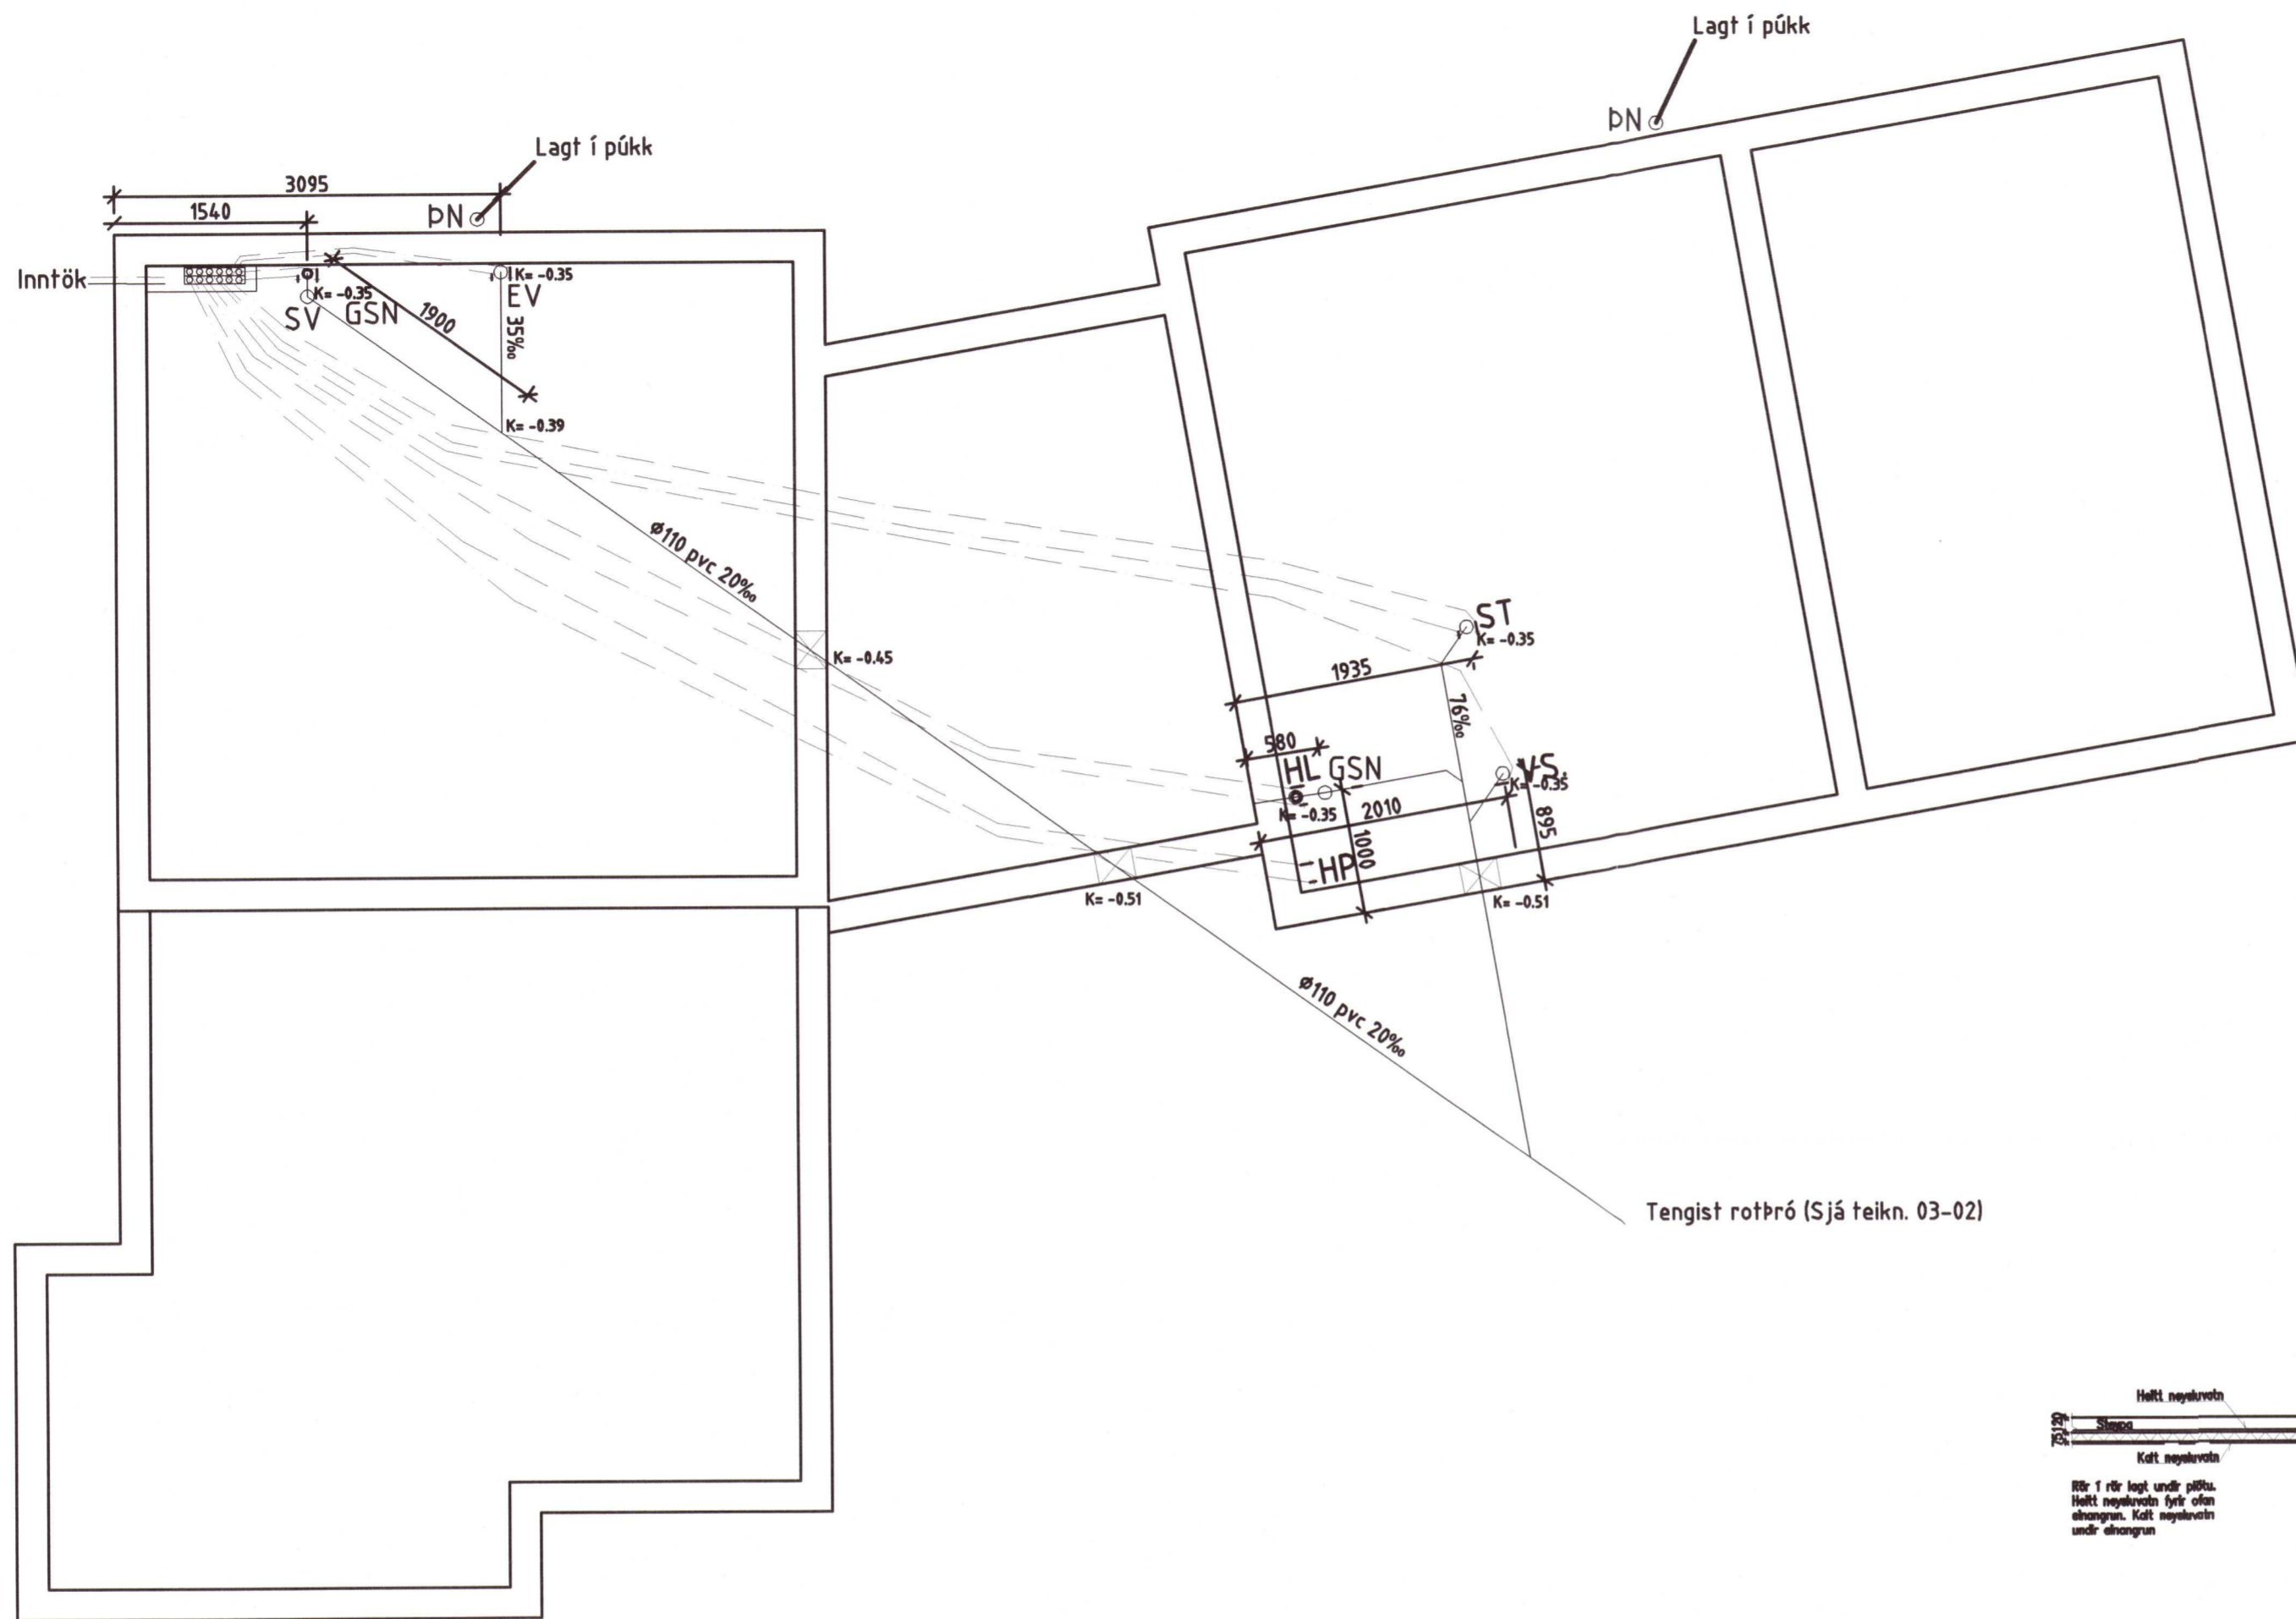 Lagt í púkk
ÞN
Lagt í púkk
3095
1540
ÞN
Inntök
K= -0.35
SV
GSN
1900
K= -0.35
EV
35‰
K= -0.39
ø110 pvc 20‰
K= -0.45
ST
K= -0.35
1935
76‰
580
HL GSN
K= -0.35
VS.
K= -0.35
2010
1000
895
HP
K= -0.51
K= -0.51
ø110 pvc 20‰
Tengist rotþró (Sjá teikn. 03-02)
Heitt neysluvatn
75 120
Steypa
Kalt neysluvatn
Rör í rör lagt undir plötu.
Heitt neysluvatn fyrir ofan
einangrun. Kalt neysluvatn
undir einangrun